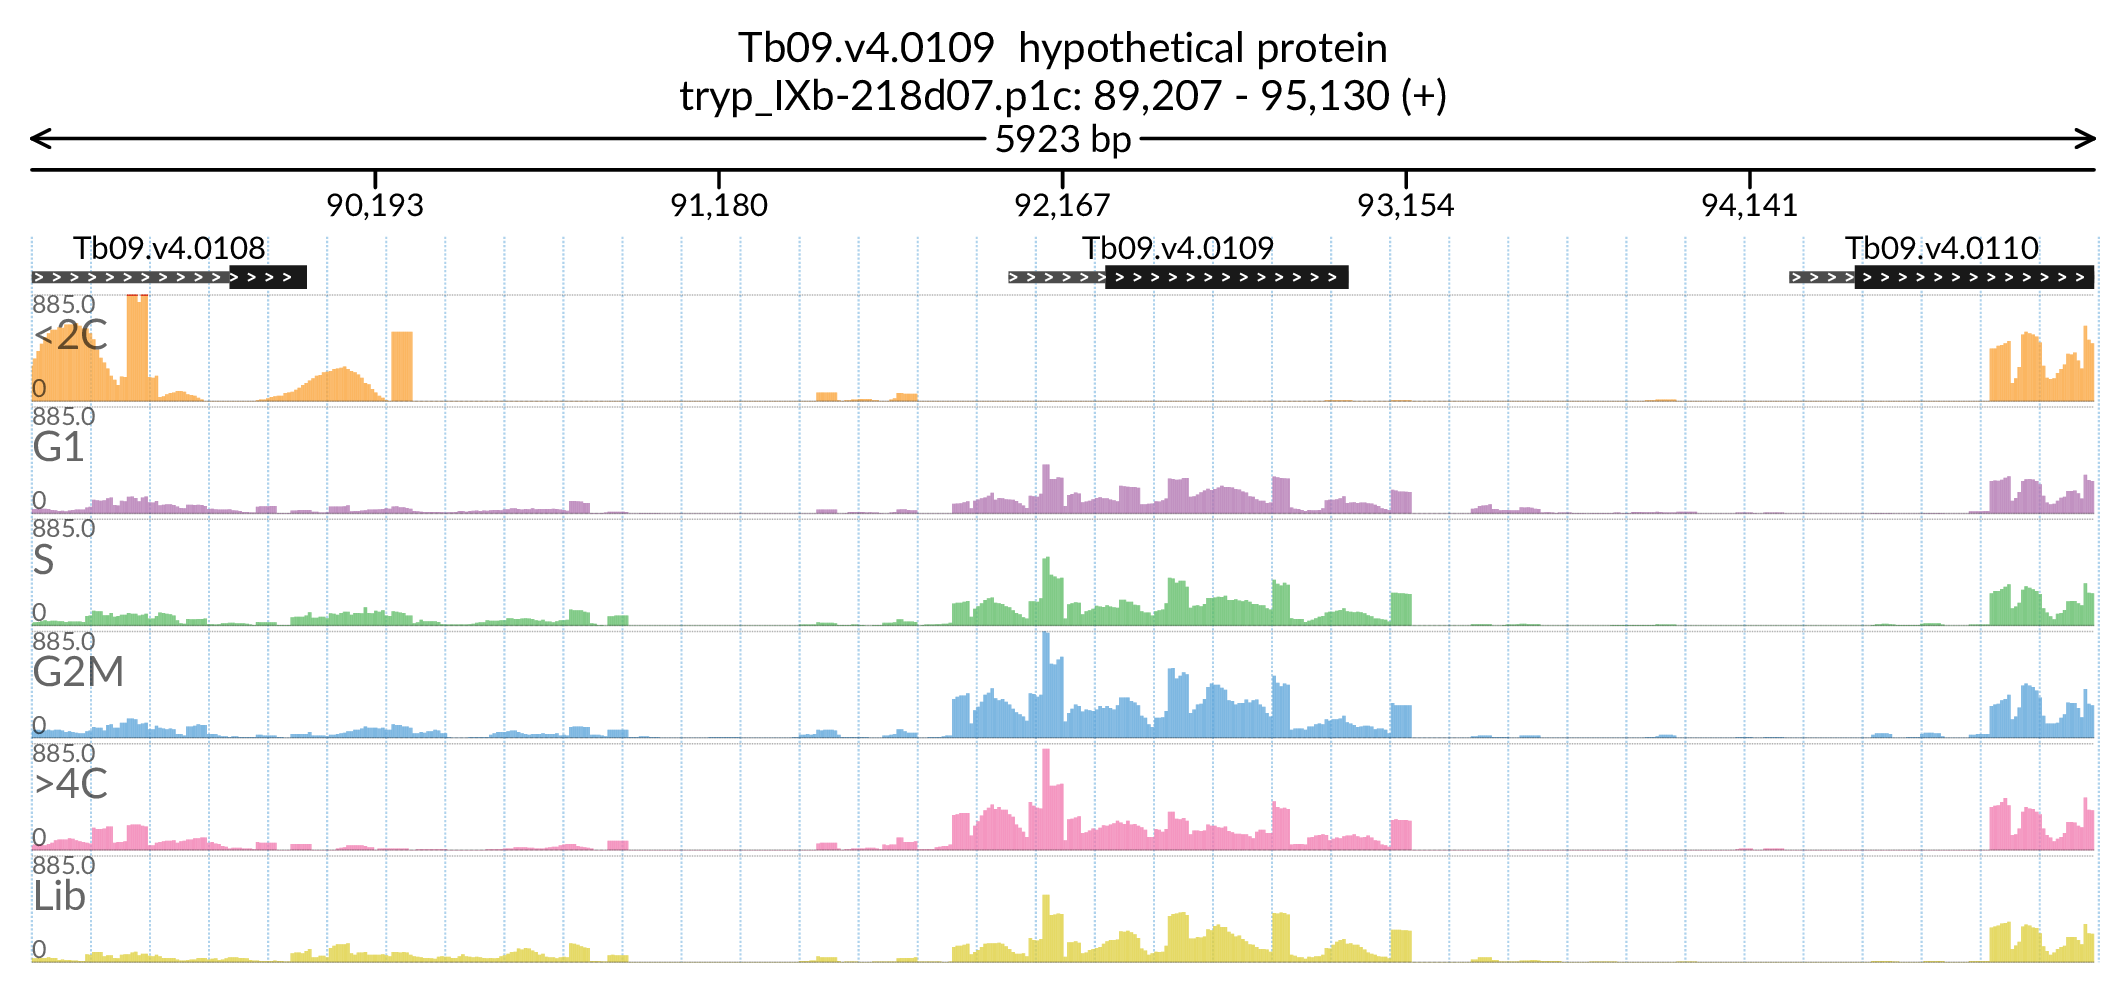 Tb09.v4.0109  hypothetical protein
tryp_IXb-218d07.p1c: 89,207 - 95,130 (+)
5923 bp
90,193 91,180 92,167 93,154 94,141
Tb09.v4.0108 Tb09.v4.0109 Tb09.v4.0110
885.0
<2C
0
885.0
G1
0
885.0
S
0
885.0
G2M
0
885.0
>4C
0
885.0
Lib
0